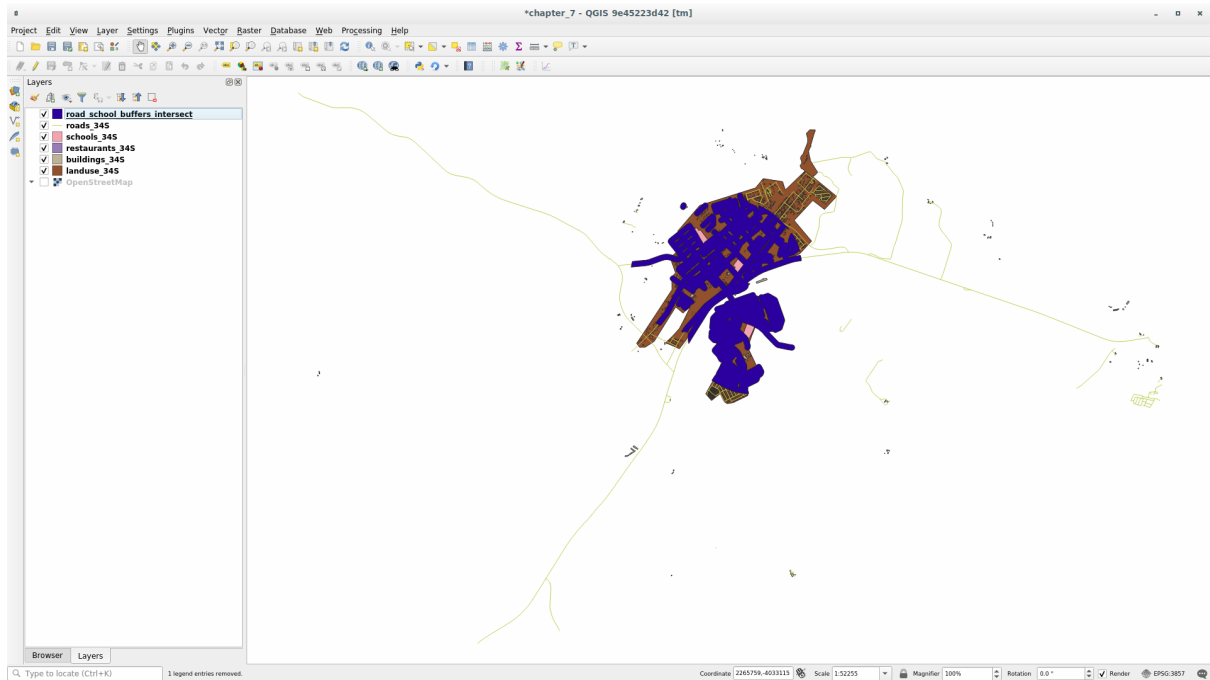 *chapter_7 - QGIS 9e45223d42 [tm]
Project Edit View Layer Settings Plugins Vector Raster Database Web Processing Help
Layers
road_school_buffers_intersect
roads_34S
schools_34S
restaurants_34S
buildings_34S
landuse_34S
OpenStreetMap
Browser Layers
Type to locate (Ctrl+K) 1 legend entries removed. Coordinate 2265759,-4033115 Scale 1:52255 Magnifier 100% Rotation 0.0 ° Render EPSG:3857